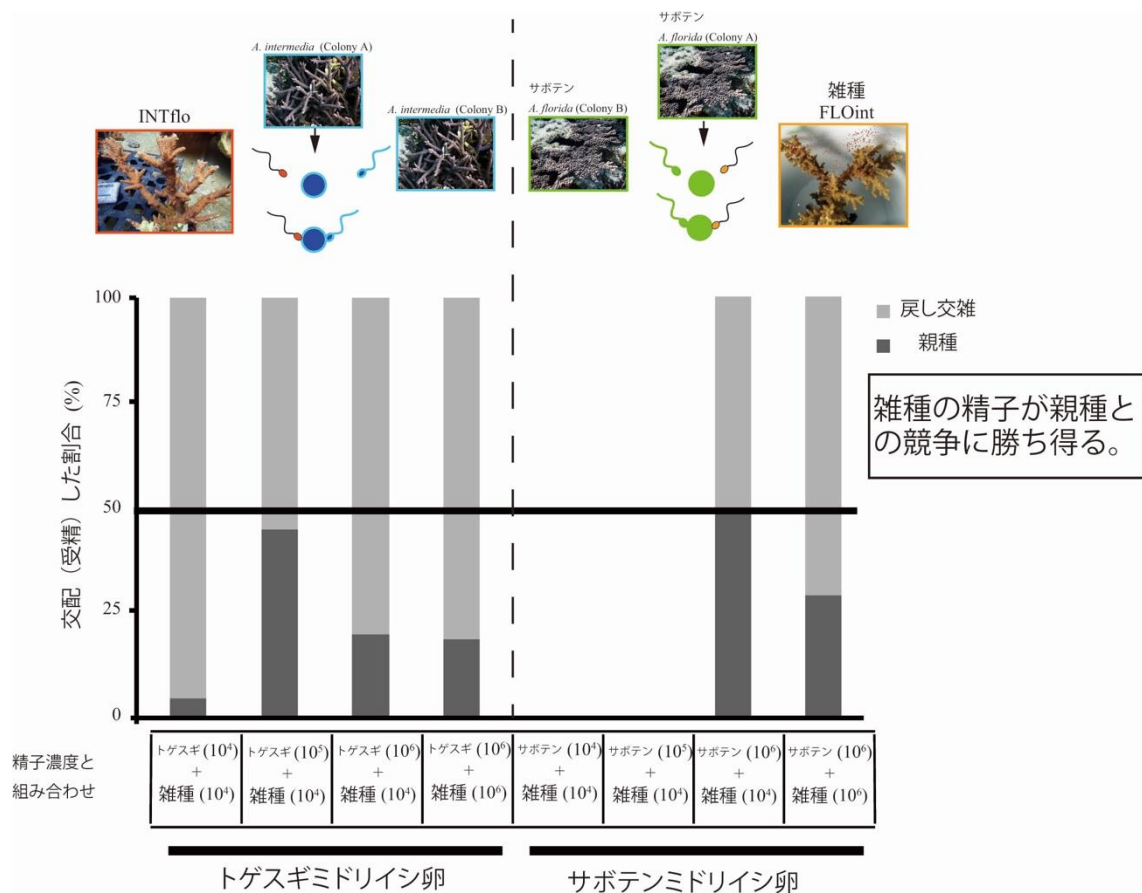 サボテン
A. intermedia (Colony A)
A. florida (Colony A)
サボテン
雑種
INTflo
A. intermedia (Colony B)
A. florida (Colony B)
FLOint
100
75
50
25
0
交配（受精）した割合 (%)
戻し交雑
親種
雑種の精子が親種と
の競争に勝ち得る。
精子濃度と
組み合わせ
トゲスギ (10⁴)
+
雑種 (10⁴)
トゲスギ (10⁵)
+
雑種 (10⁴)
トゲスギ (10⁶)
+
雑種 (10⁴)
トゲスギ (10⁶)
+
雑種 (10⁶)
サボテン (10⁴)
+
雑種 (10⁴)
サボテン (10⁵)
+
雑種 (10⁴)
サボテン (10⁶)
+
雑種 (10⁴)
サボテン (10⁶)
+
雑種 (10⁶)
トゲスギミドリイシ卵
サボテンミドリイシ卵